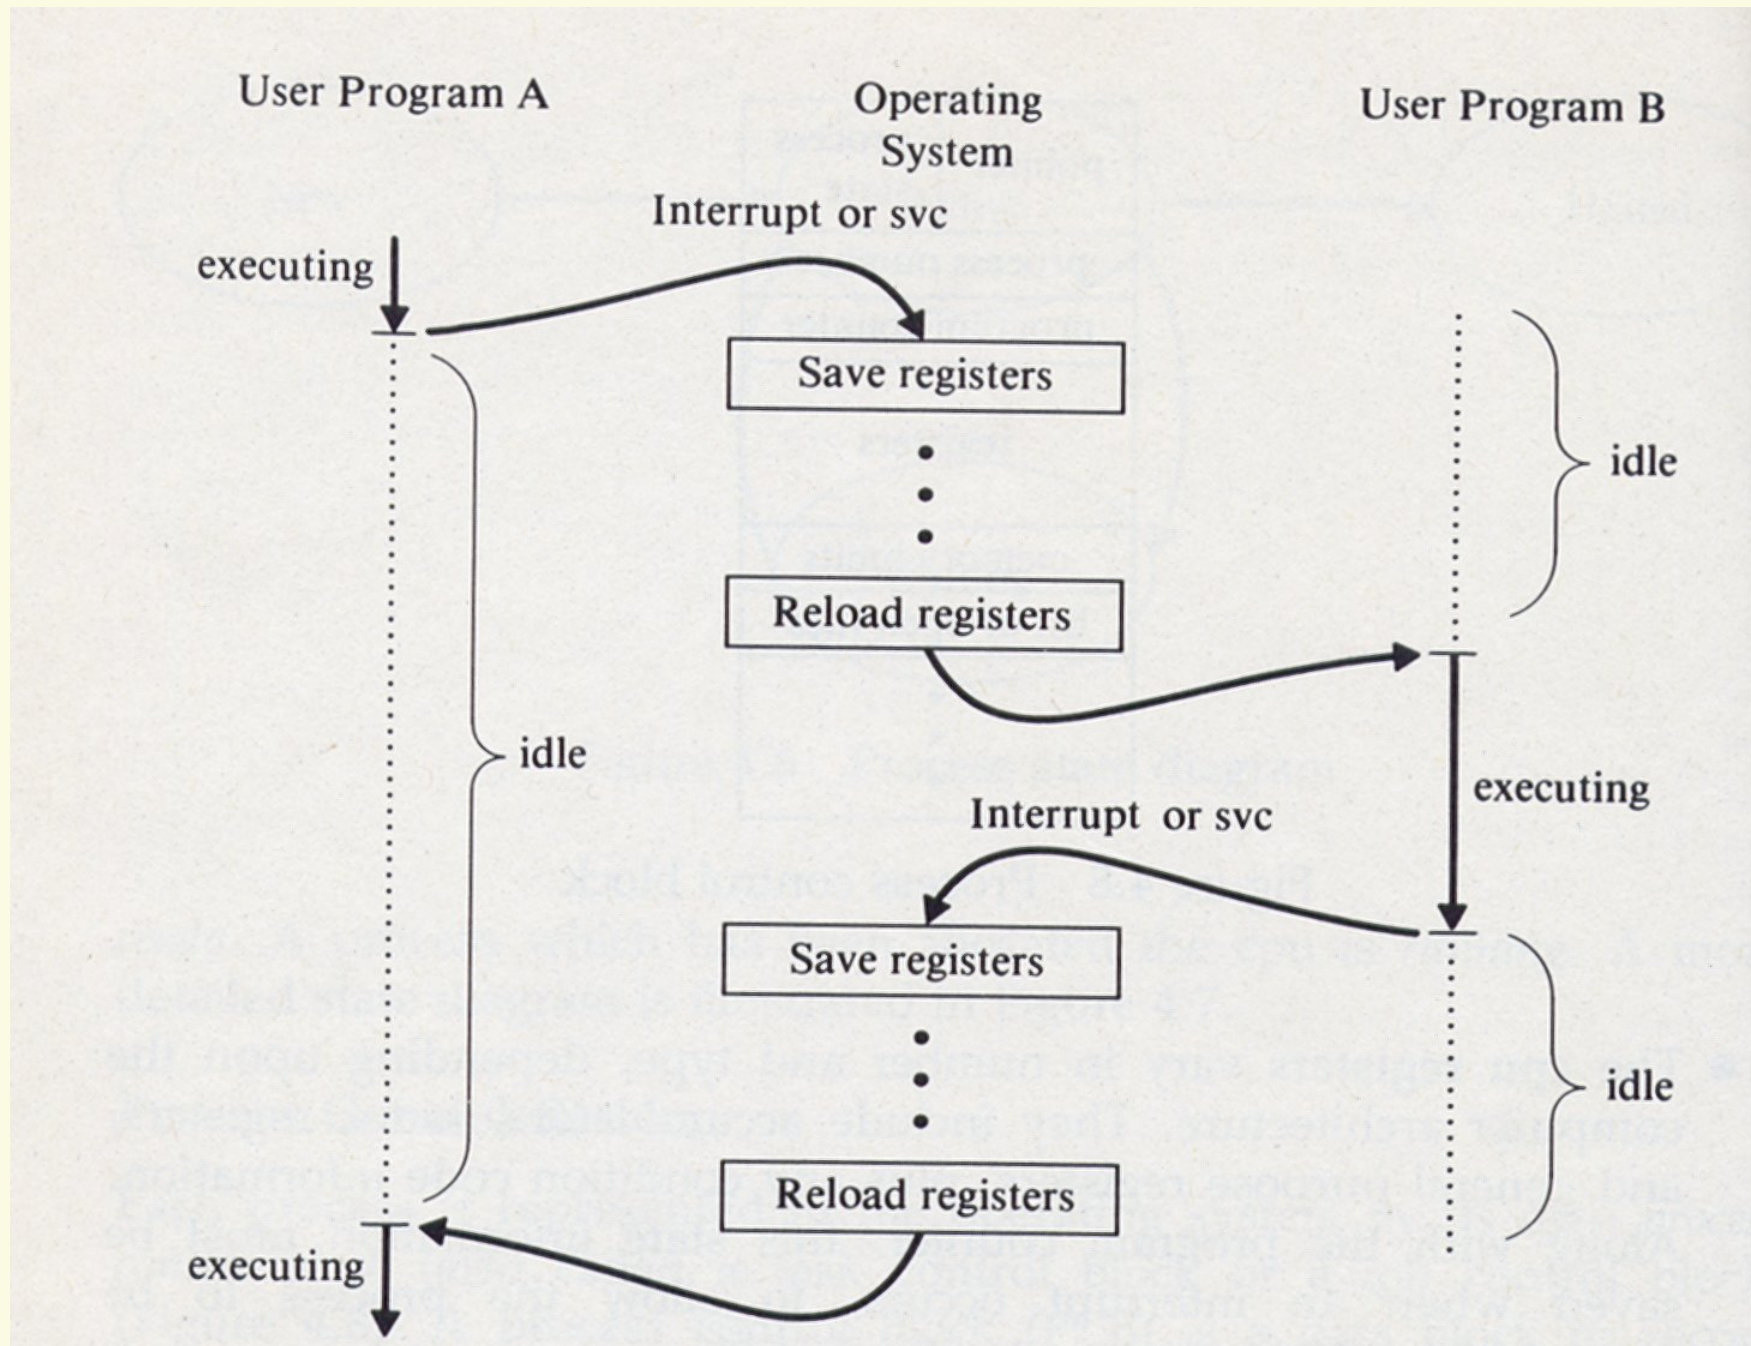 User Program A
Operating
System
User Program B
Interrupt or svc
executing
Save registers
idle
Reload registers
idle
executing
Interrupt or svc
Save registers
idle
Reload registers
executing